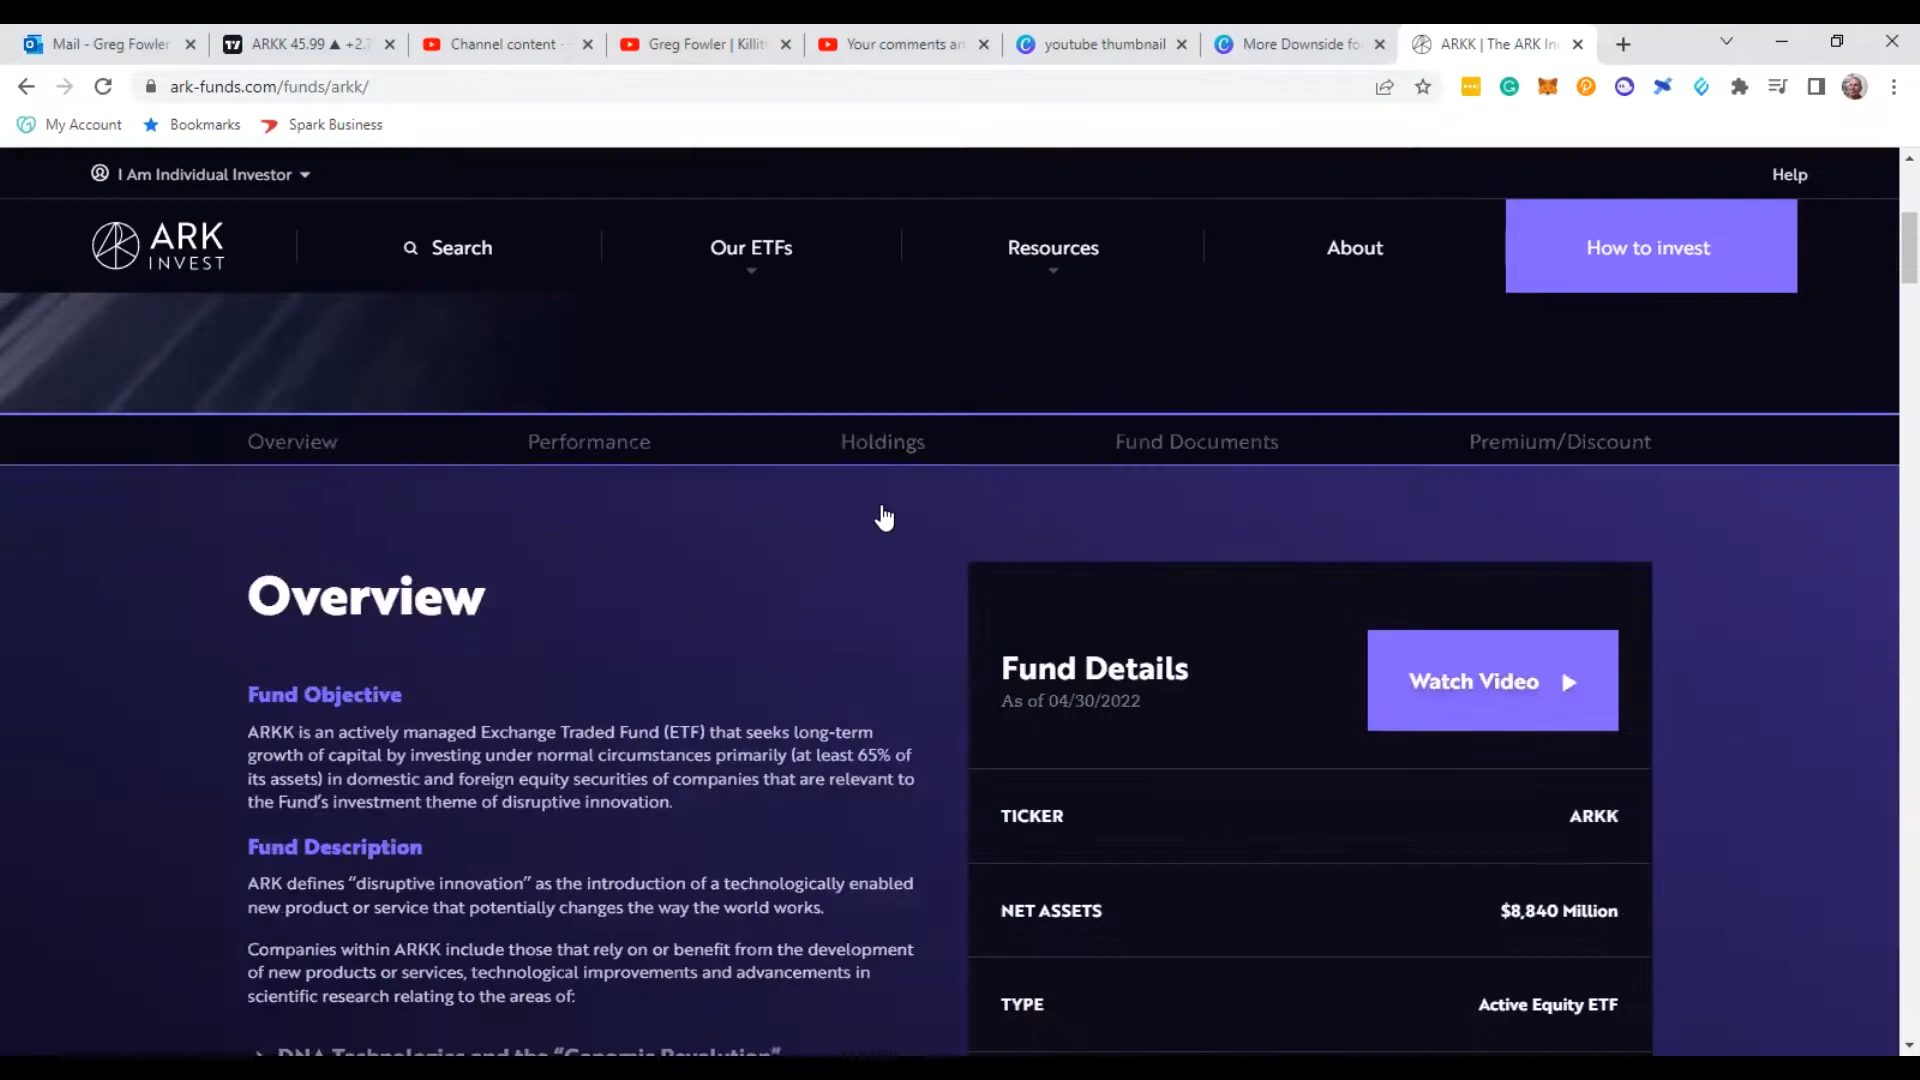 Mail - Greg Fowler
ARKK 45.99 ▲ +2.7
Channel content -
Greg Fowler | Killit
Your comments an
youtube thumbnail
More Downside fo
ARKK | The ARK In
ark-funds.com/funds/arkk/
My Account
Bookmarks
Spark Business
I Am Individual Investor
Help
ARK
INVEST
Search
Our ETFs
Resources
About
How to invest
Overview
Performance
Holdings
Fund Documents
Premium/Discount
Overview
Fund Objective
ARKK is an actively managed Exchange Traded Fund (ETF) that seeks long-term
growth of capital by investing under normal circumstances primarily (at least 65% of
its assets) in domestic and foreign equity securities of companies that are relevant to
the Fund's investment theme of disruptive innovation.
Fund Description
ARK defines “disruptive innovation” as the introduction of a technologically enabled
new product or service that potentially changes the way the world works.
Companies within ARKK include those that rely on or benefit from the development
of new products or services, technological improvements and advancements in
scientific research relating to the areas of:
DNA Technologies and the “Genomic Revolution”
Fund Details
As of 04/30/2022
Watch Video
TICKER
ARKK
NET ASSETS
$8,840 Million
TYPE
Active Equity ETF